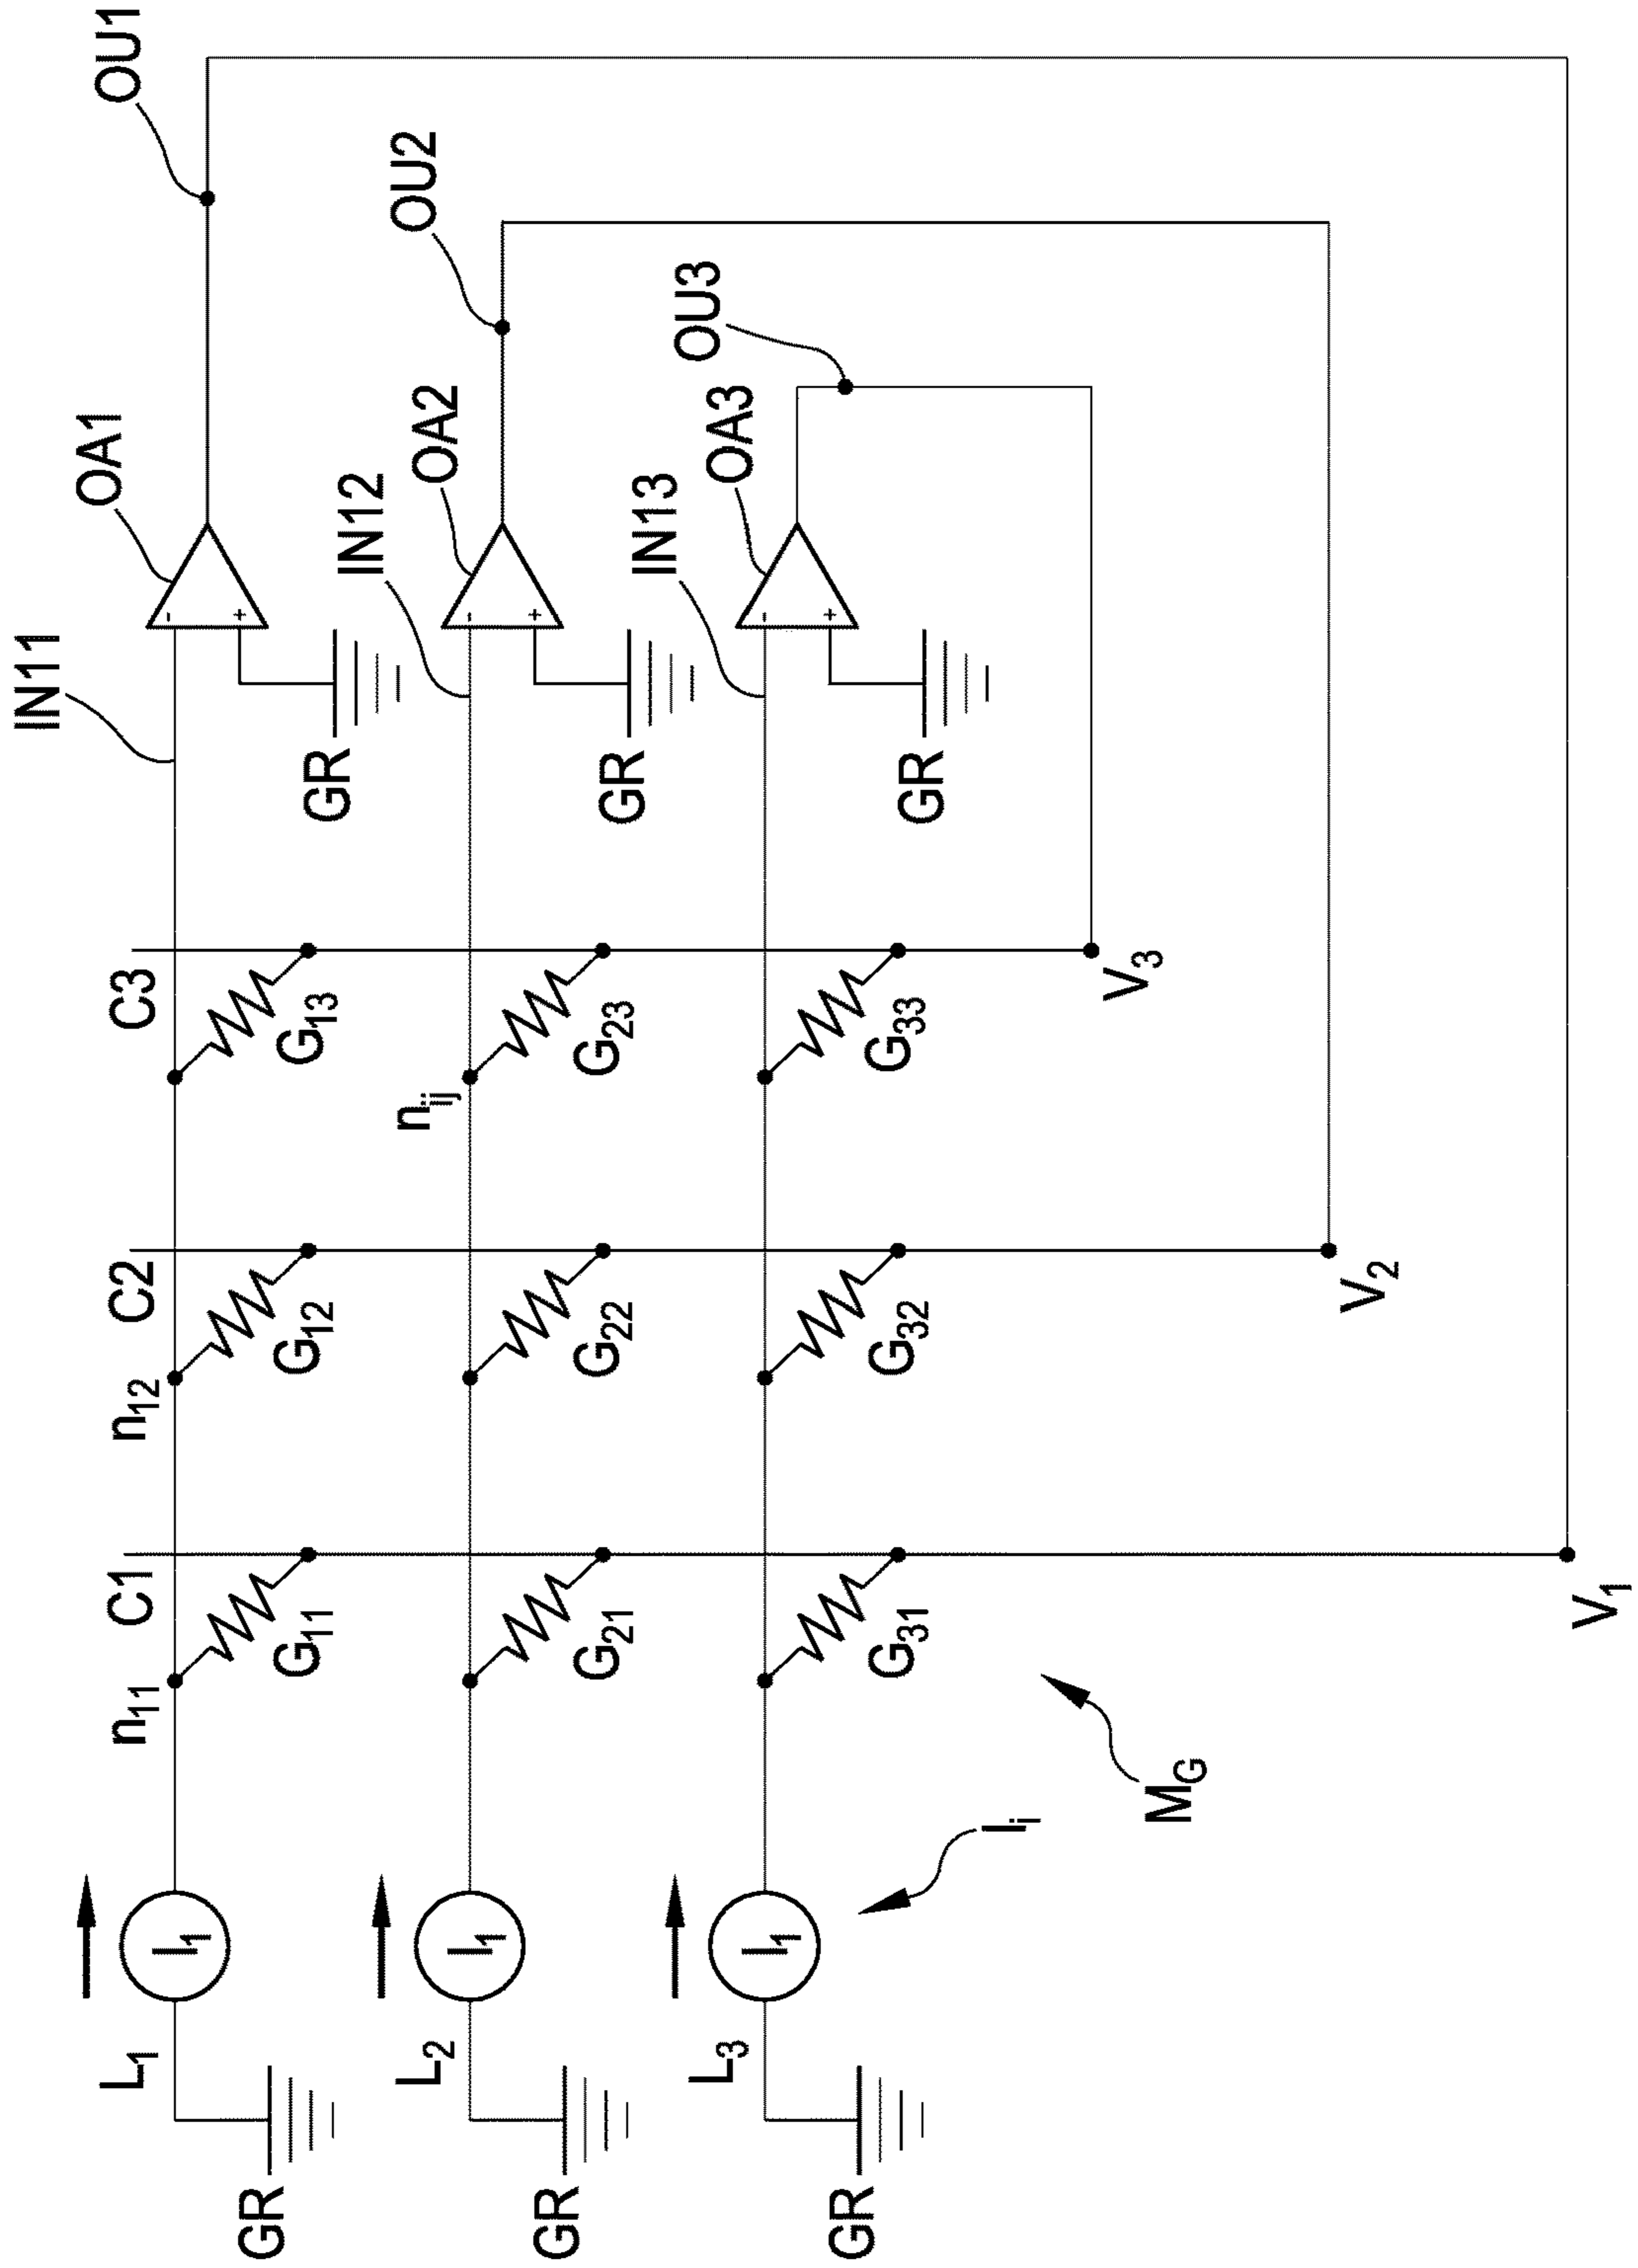 IN11
OA1
OU1
C1
C2
C3
n₁₁
n₁₂
L₁
I₁
G₁₁
G₁₂
G₁₃
GR
GR
IN12
OA2
OU2
nᵢⱼ
L₂
I₁
G₂₁
G₂₂
G₂₃
GR
GR
IN13
OA3
OU3
L₃
I₁
G₃₁
G₃₂
G₃₃
GR
GR
Iᵢ
V₃
M_G
V₂
V₁